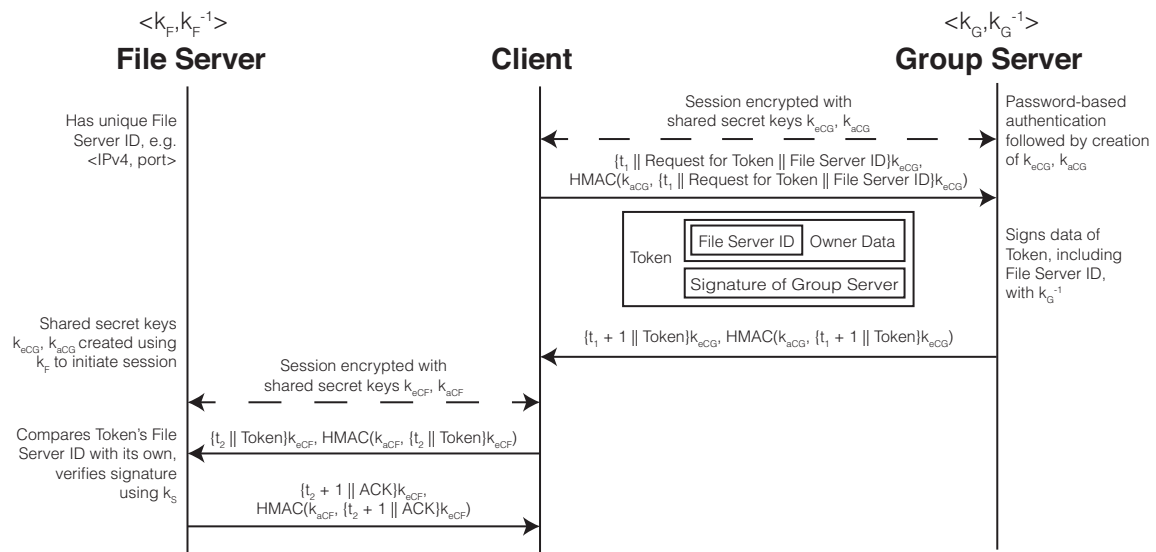 <k_F,k_F^-1>
File Server
Client
<k_G,k_G^-1>
Group Server
Has unique File
Server ID, e.g.
<IPv4, port>
Session encrypted with
shared secret keys k_eCG, k_aCG
Password-based
authentication
followed by creation
of k_eCG, k_aCG
{t_1 || Request for Token || File Server ID}k_eCG,
HMAC(k_aCG, {t_1 || Request for Token || File Server ID}k_eCG)
Token
File Server ID
Owner Data
Signature of Group Server
Signs data of
Token, including
File Server ID,
with k_G^-1
{t_1 + 1 || Token}k_eCG, HMAC(k_aCG, {t_1 + 1 || Token}k_eCG)
Shared secret keys
k_eCG, k_aCG created using
k_F to initiate session
Session encrypted with
shared secret keys k_eCF, k_aCF
Compares Token's File
Server ID with its own,
verifies signature
using k_S
{t_2 || Token}k_eCF, HMAC(k_aCF, {t_2 || Token}k_eCF)
{t_2 + 1 || ACK}k_eCF,
HMAC(k_aCF, {t_2 + 1 || ACK}k_eCF)